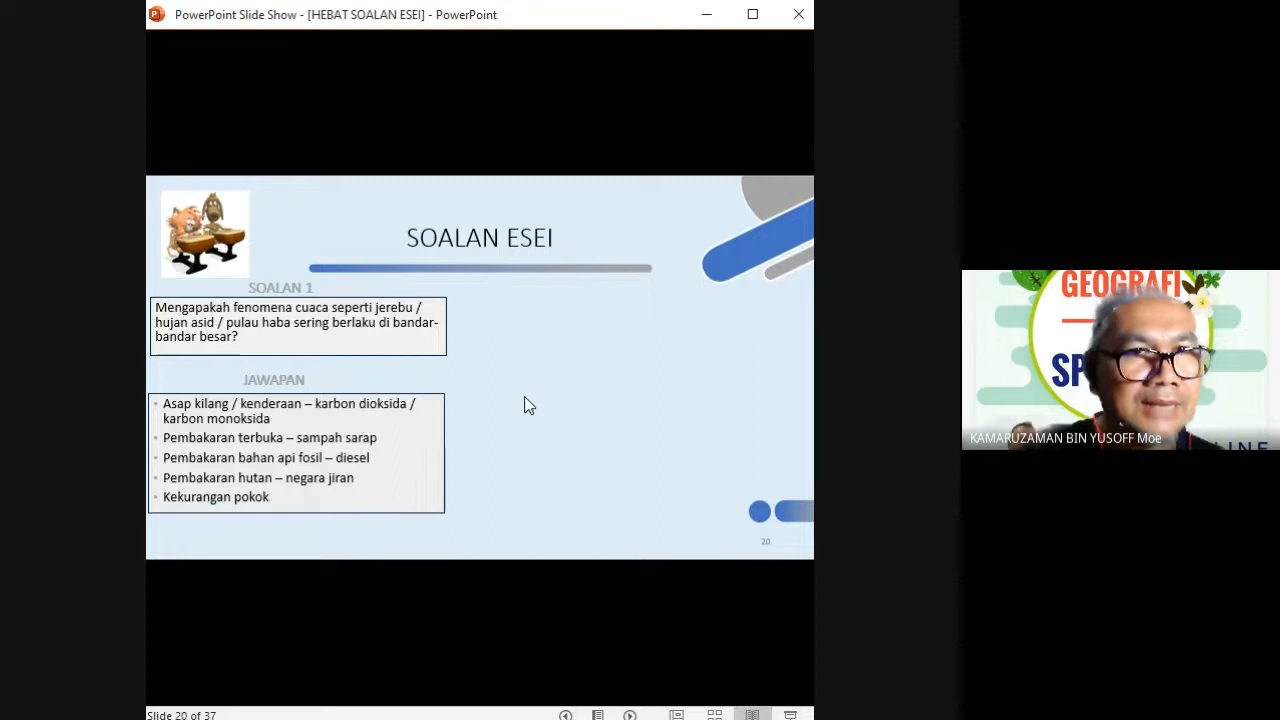 PowerPoint Slide Show - [HEBAT SOALAN ESEI] - PowerPoint
SOALAN ESEI
SOALAN 1
Mengapakah fenomena cuaca seperti jerebu /
hujan asid / pulau haba sering berlaku di bandar-
bandar besar?
JAWAPAN
Asap kilang / kenderaan – karbon dioksida /
karbon monoksida
Pembakaran terbuka – sampah sarap
Pembakaran bahan api fosil – diesel
Pembakaran hutan – negara jiran
Kekurangan pokok
20
Slide 20 of 37
GEOGRAFI
SP
KAMARUZAMAN BIN YUSOFF Moe
LINE